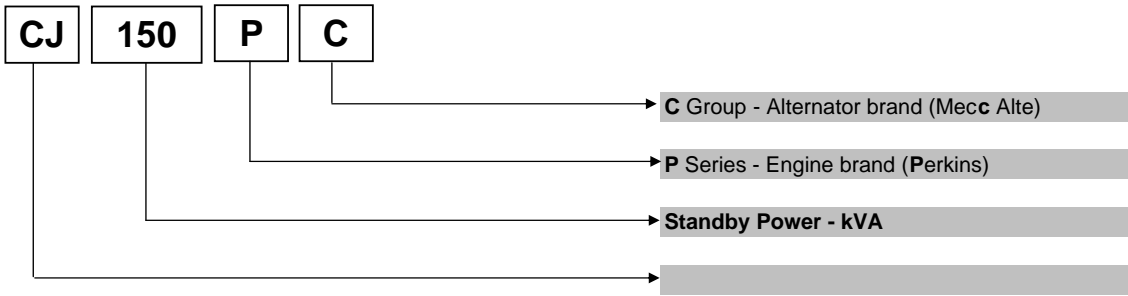 CJ 150 P C
C Group - Alternator brand (Mecc Alte)
P Series - Engine brand (Perkins)
Standby Power - kVA